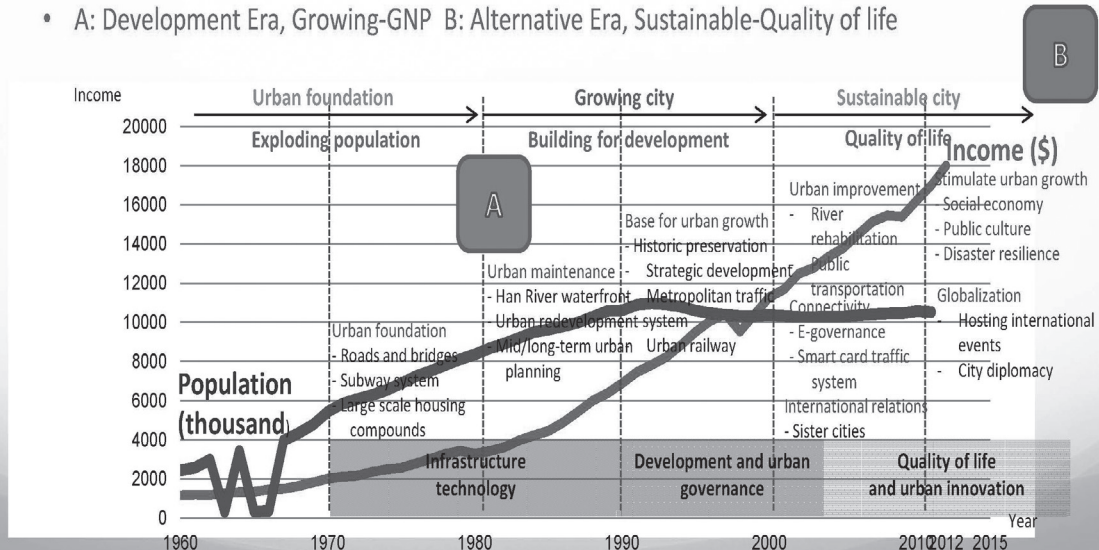 • A: Development Era, Growing-GNP B: Alternative Era, Sustainable-Quality of life
B
Income
Urban foundation
Growing city
Sustainable city
20000
Exploding population
Building for development
Quality of life
Income ($)
18000
A
16000
14000
12000
10000
8000
6000
4000
2000
0
Population
(thousand)
Urban foundation
- Roads and bridges
- Subway system
- Large scale housing
compounds
Urban maintenance
- Han River waterfront
- Urban redevelopment
- Mid/long-term urban
planning
Base for urban growth
- Historic preservation
- Strategic development
- Metropolitan traffic
system
- Urban railway
Urban improvement
- River
rehabilitation
- Public
transportation
Connectivity
- E-governance
- Smart card traffic
system
International relations
- Sister cities
Stimulate urban growth
- Social economy
- Public culture
- Disaster resilience
Globalization
- Hosting international
events
- City diplomacy
Infrastructure
technology
Development and urban
governance
Quality of life
and urban innovation
Year
1960
1970
1980
1990
2000
2010
2012
2015